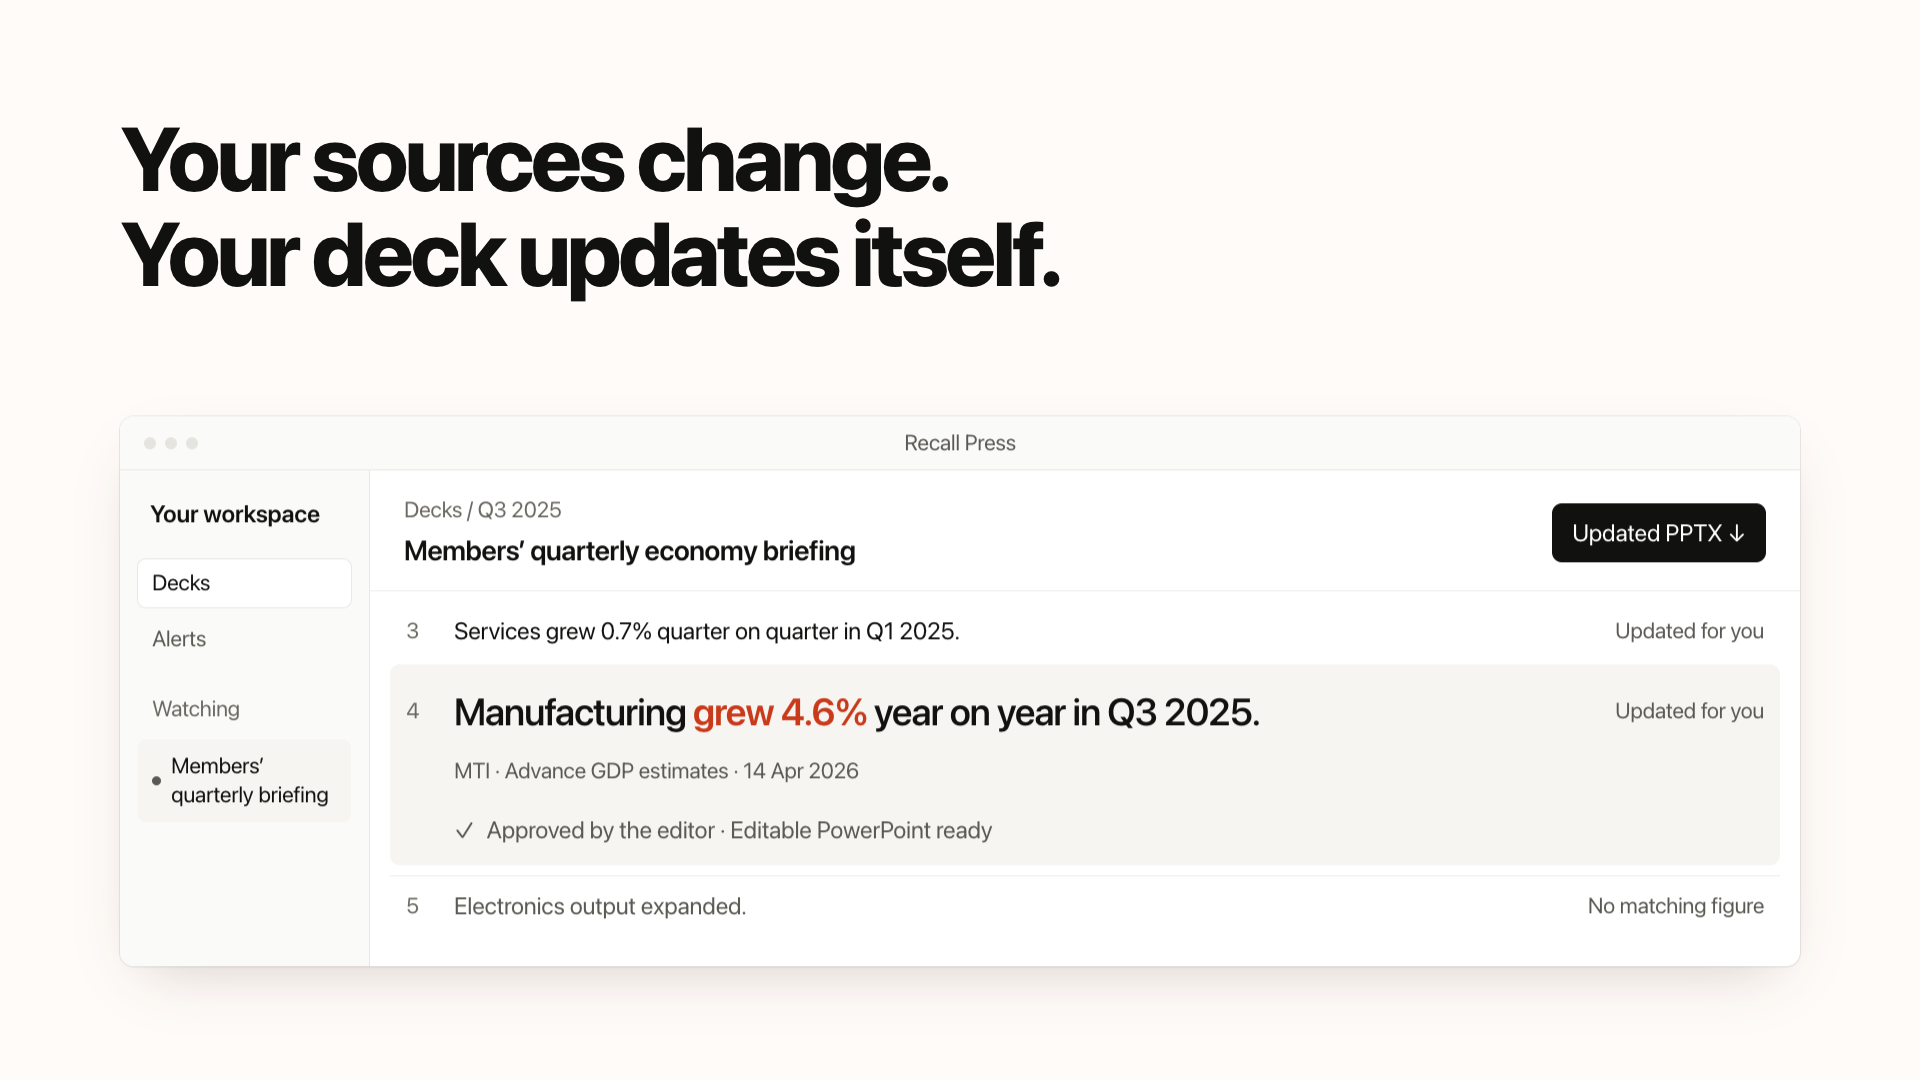 Your sources change.
Your deck updates itself.
Recall Press
Your workspace
Decks
Alerts
Watching
Members’
quarterly briefing
Decks / Q3 2025
Members’ quarterly economy briefing
Updated PPTX ↓
3 Services grew 0.7% quarter on quarter in Q1 2025. Updated for you
4 Manufacturing grew 4.6% year on year in Q3 2025. Updated for you
MTI · Advance GDP estimates · 14 Apr 2026
✓ Approved by the editor · Editable PowerPoint ready
5 Electronics output expanded. No matching figure